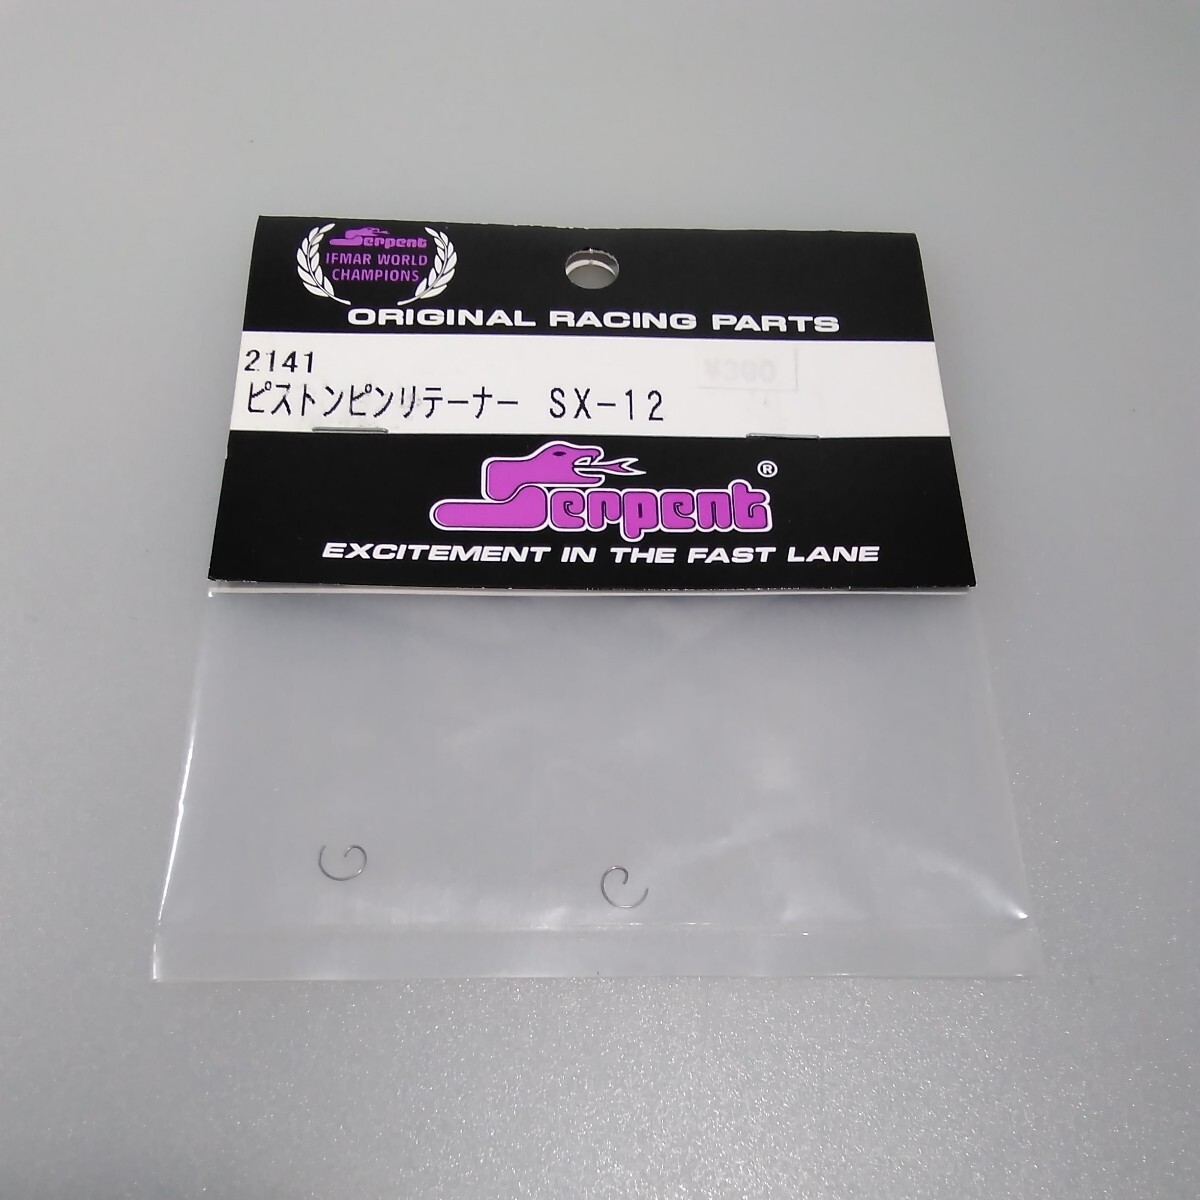 Serpent
IFMAR WORLD
CHAMPIONS
ORIGINAL RACING PARTS
2141
¥300
ピストンピンリテーナー SX-12
Serpent ®
EXCITEMENT IN THE FAST LANE